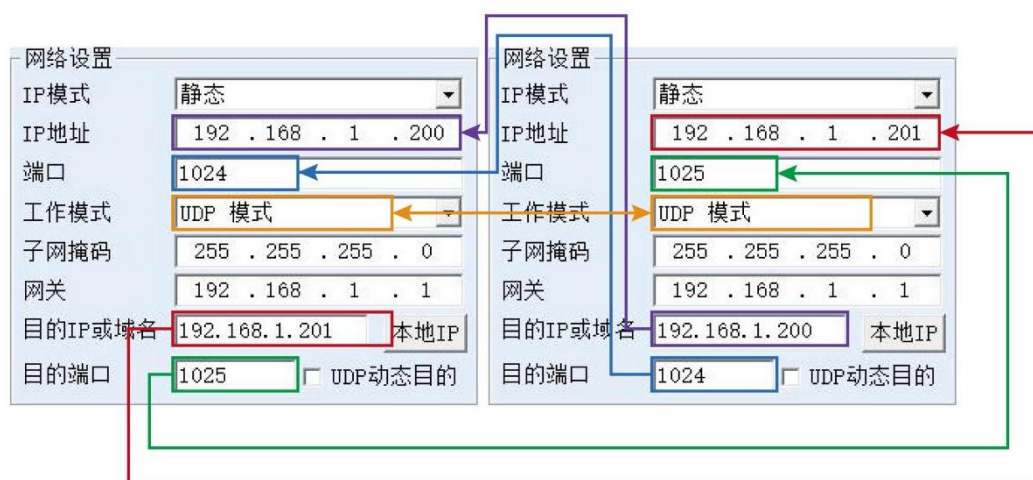 网络设置
IP模式 静态
IP地址 192 . 168 . 1 . 200
端口 1024
工作模式 UDP 模式
子网掩码 255 . 255 . 255 . 0
网关 192 . 168 . 1 . 1
目的IP或域名 192.168.1.201 本地IP
目的端口 1025 UDP动态目的
网络设置
IP模式 静态
IP地址 192 . 168 . 1 . 201
端口 1025
工作模式 UDP 模式
子网掩码 255 . 255 . 255 . 0
网关 192 . 168 . 1 . 1
目的IP或域名 192.168.1.200 本地IP
目的端口 1024 UDP动态目的